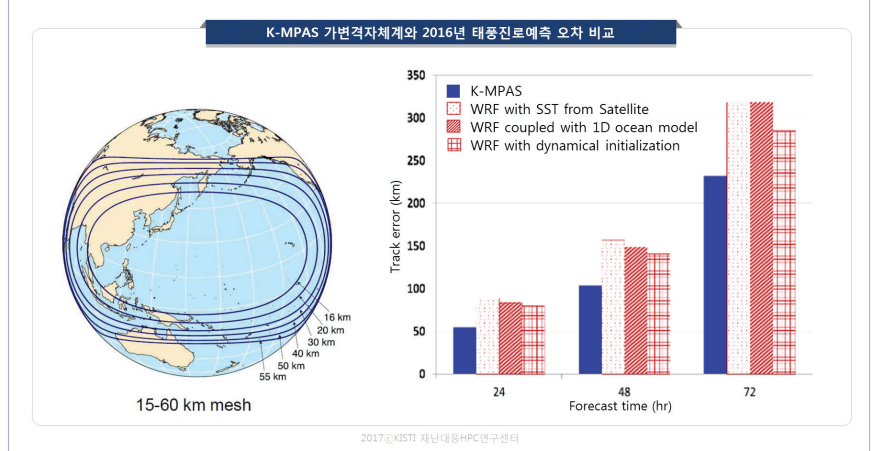 K-MPAS 가변격자체계와 2016년 태풍진로예측 오차 비교
16 km
20 km
30 km
40 km
50 km
55 km
15-60 km mesh
350
300
250
200
150
100
50
0
Track error (km)
K-MPAS
WRF with SST from Satellite
WRF coupled with 1D ocean model
WRF with dynamical initialization
24
48
72
Forecast time (hr)
2017ⓒKISTI 재난대응HPC연구센터